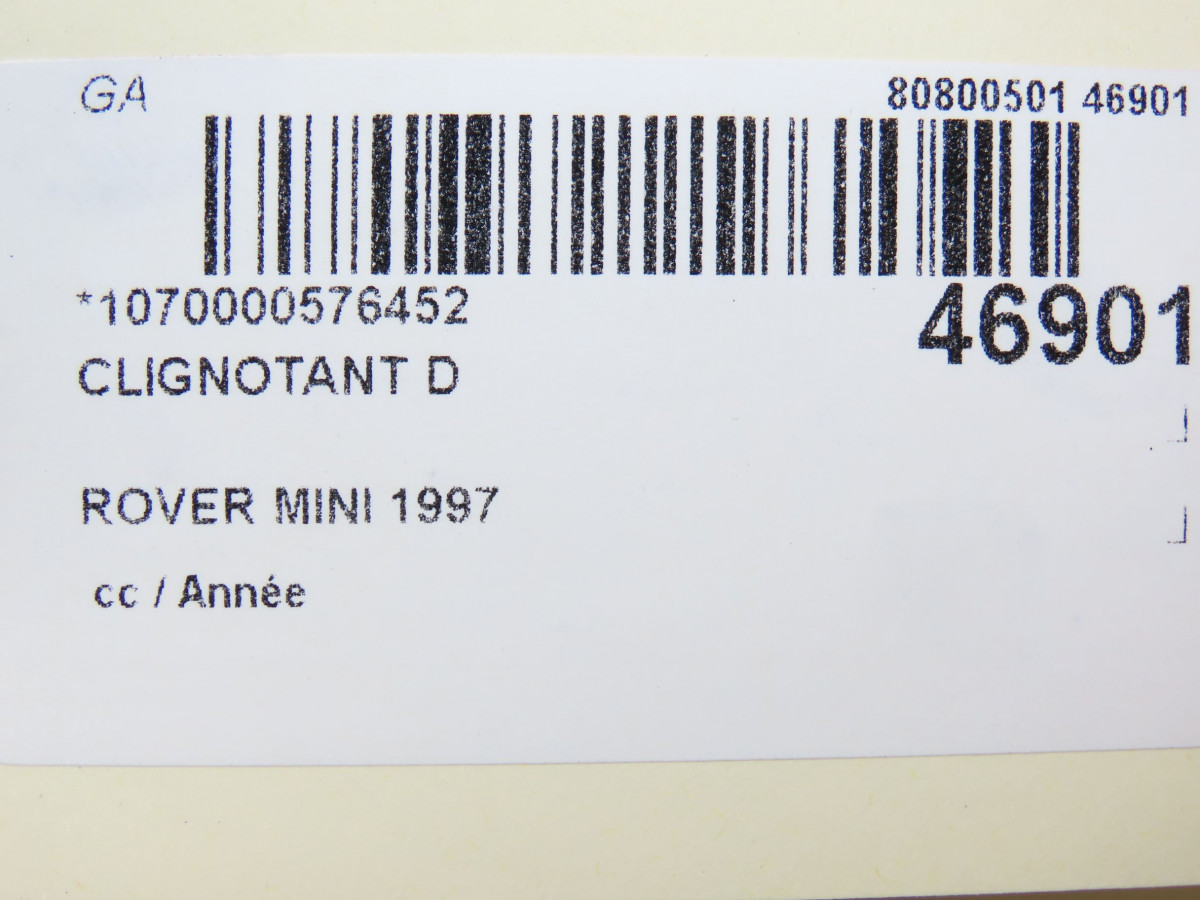 GA
80800501 46901
*1070000576452
46901
CLIGNOTANT D
ROVER MINI 1997
cc / Année